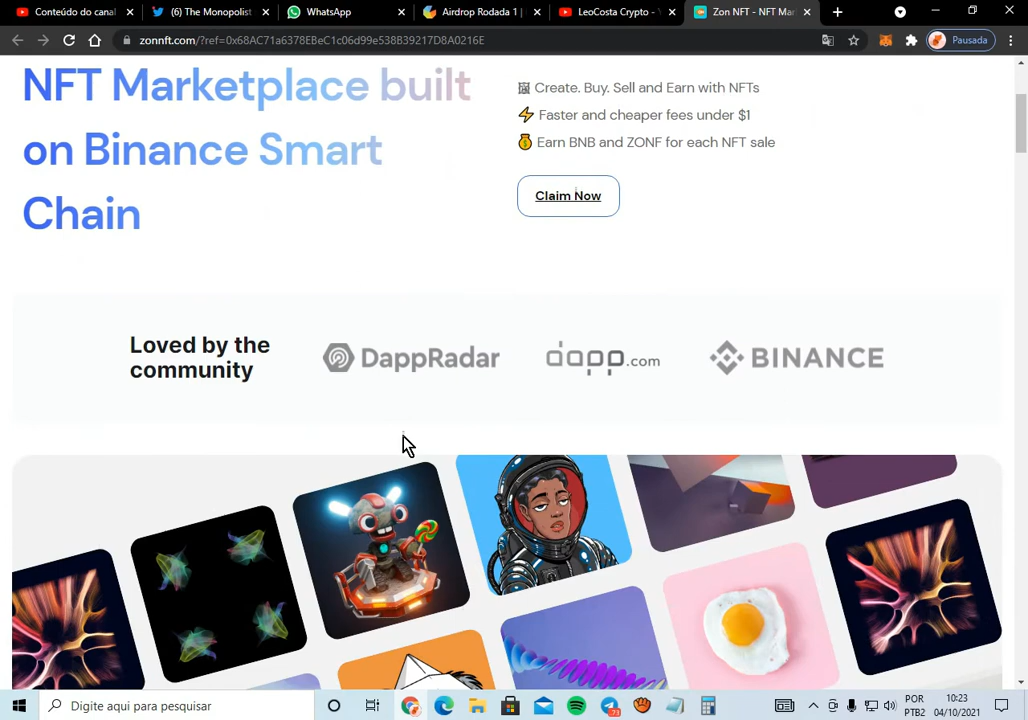 Conteúdo do canal
(6) The Monopolist
WhatsApp
Airdrop Rodada 1 |
LeoCosta Crypto - Y
Zon NFT - NFT Mar
zonnft.com/?ref=0x68AC71a6378EBeC1c06d99e538B39217D8A0216E
Pausada
NFT Marketplace built
on Binance Smart
Chain
Create. Buy. Sell and Earn with NFTs
Faster and cheaper fees under $1
Earn BNB and ZONF for each NFT sale
Claim Now
Loved by the
community
DappRadar
dapp.com
BINANCE
Digite aqui para pesquisar
73
POR
PTB2
10:23
04/10/2021